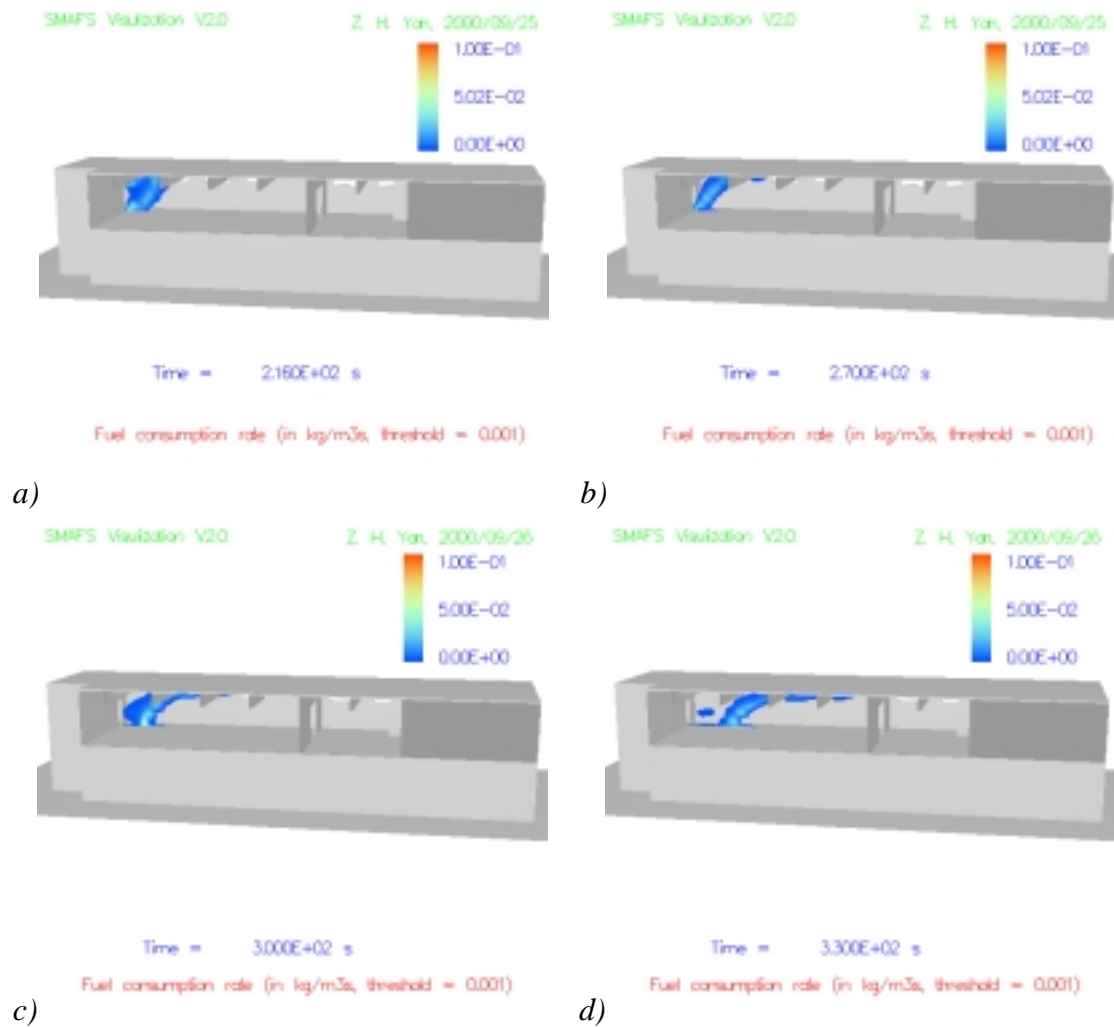 SMAFS Visulization V2.0 Z. H. Yan, 2000/09/25
1.00E-01
5.02E-02
0.00E+00
Time = 2.160E+02 s
Fuel consumption rate (in kg/m3s, threshold = 0.001)
a)
SMAFS Visulization V2.0 Z. H. Yan, 2000/09/25
1.00E-01
5.02E-02
0.00E+00
Time = 2.700E+02 s
Fuel consumption rate (in kg/m3s, threshold = 0.001)
b)
SMAFS Visulization V2.0 Z. H. Yan, 2000/09/26
1.00E-01
5.00E-02
0.00E+00
Time = 3.000E+02 s
Fuel consumption rate (in kg/m3s, threshold = 0.001)
c)
SMAFS Visulization V2.0 Z. H. Yan, 2000/09/26
1.00E-01
5.00E-02
0.00E+00
Time = 3.300E+02 s
Fuel consumption rate (in kg/m3s, threshold = 0.001)
d)